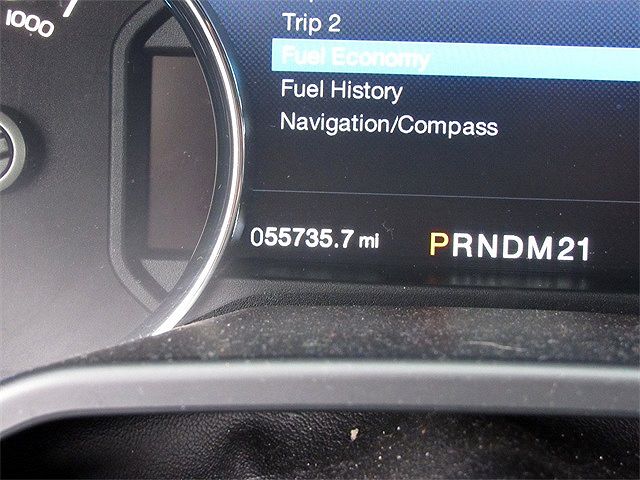 1000
Trip 2
Fuel Economy
Fuel History
Navigation/Compass
055735.7 mi
PRNDM21